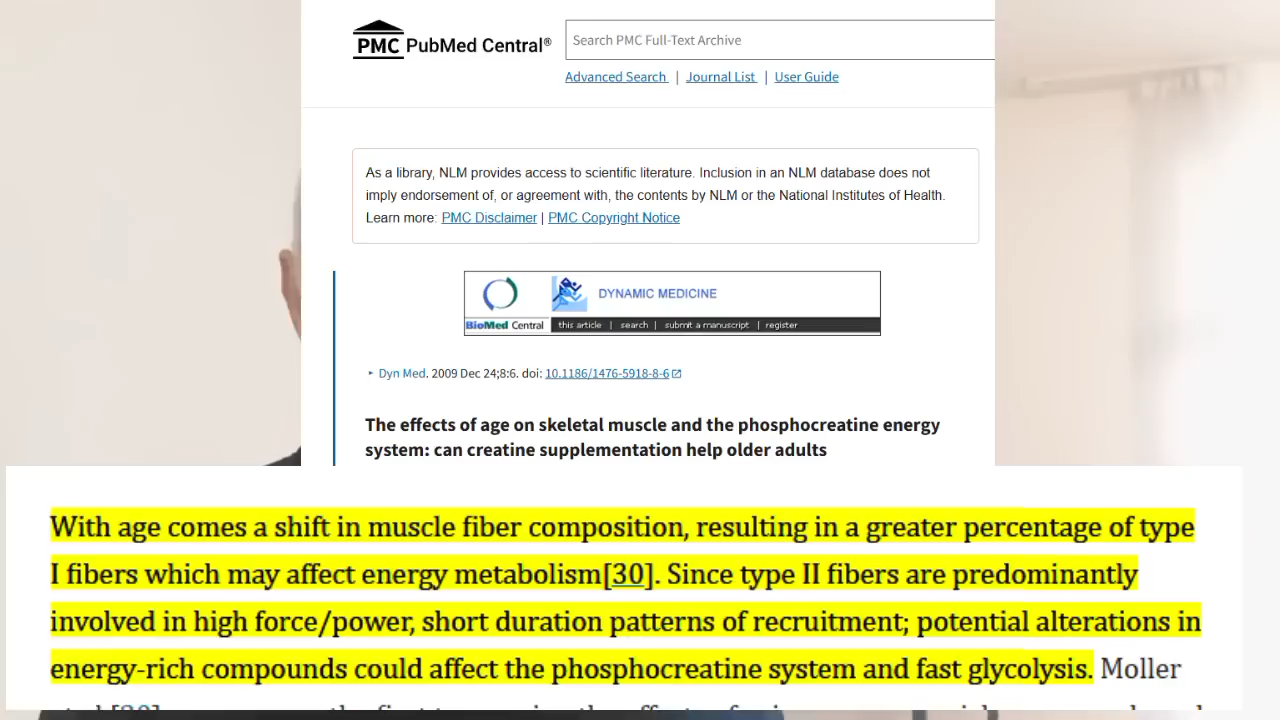 PMC PubMed Central®
Search PMC Full-Text Archive
Advanced Search | Journal List | User Guide
As a library, NLM provides access to scientific literature. Inclusion in an NLM database does not
imply endorsement of, or agreement with, the contents by NLM or the National Institutes of Health.
Learn more: PMC Disclaimer | PMC Copyright Notice
DYNAMIC MEDICINE
BioMed Central this article | search | submit a manuscript | register
Dyn Med. 2009 Dec 24;8:6. doi: 10.1186/1476-5918-8-6
The effects of age on skeletal muscle and the phosphocreatine energy
system: can creatine supplementation help older adults
With age comes a shift in muscle fiber composition, resulting in a greater percentage of type
I fibers which may affect energy metabolism[30]. Since type II fibers are predominantly
involved in high force/power, short duration patterns of recruitment; potential alterations in
energy-rich compounds could affect the phosphocreatine system and fast glycolysis. Moller